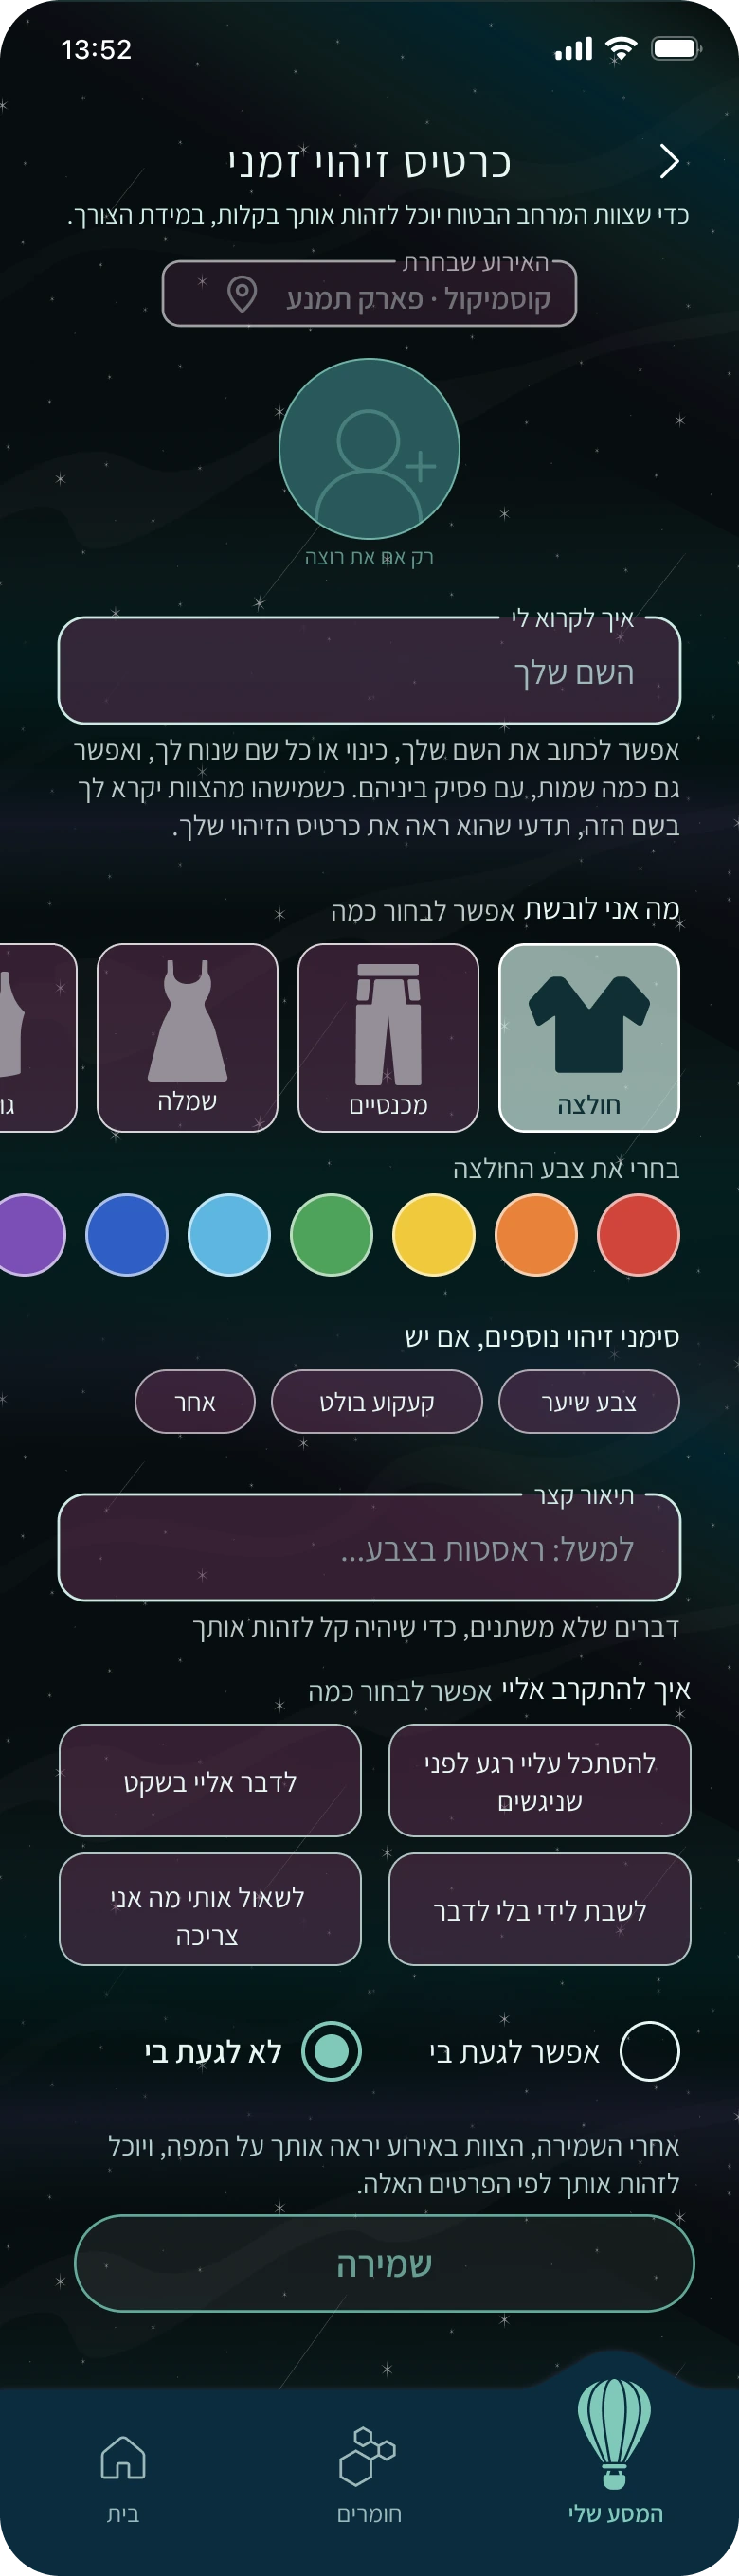 13:52
כרטיס זיהוי זמני
כדי שצוות המרחב הבטוח יוכל לזהות אותך בקלות, במידת הצורך.
האירוע שבחרת
קוסמיקול · פארק תמנע
רק אם את רוצה
איך לקרוא לי
השם שלך
אפשר לכתוב את השם שלך, כינוי או כל שם שנוח לך, ואפשר
גם כמה שמות, עם פסיק ביניהם. כשמישהו מהצוות יקרא לך
בשם הזה, תדעי שהוא ראה את כרטיס הזיהוי שלך.
מה אני לובשת אפשר לבחור כמה
חולצה
מכנסיים
שמלה
גו
בחרי את צבע החולצה
סימני זיהוי נוספים, אם יש
צבע שיער
קעקוע בולט
אחר
תיאור קצר
למשל: ראסטות בצבע...
דברים שלא משתנים, כדי שיהיה קל לזהות אותך
איך להתקרב אליי אפשר לבחור כמה
להסתכל עליי רגע לפני
שניגשים
לדבר אליי בשקט
לשבת לידי בלי לדבר
לשאול אותי מה אני
צריכה
אפשר לגעת בי
לא לגעת בי
אחרי השמירה, הצוות באירוע יראה אותך על המפה, ויוכל
לזהות אותך לפי הפרטים האלה.
שמירה
המסע שלי
חומרים
בית